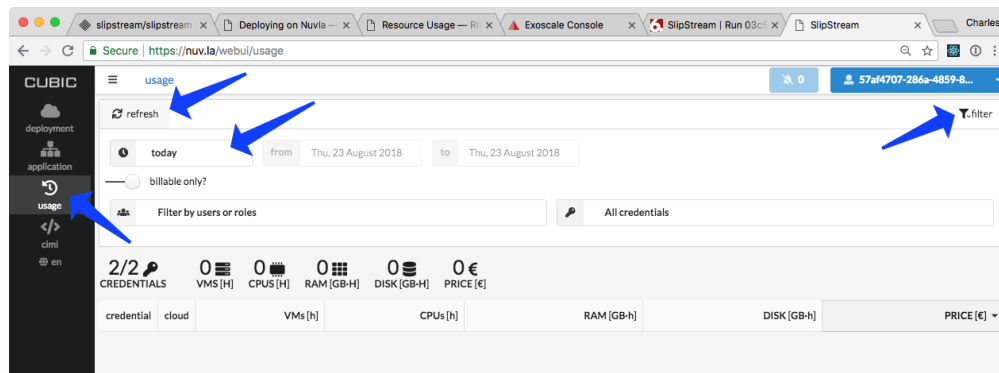 slipstream/slipstream
Deploying on Nuvla —
Resource Usage — Rh
Exoscale Console
SlipStream | Run 03c5
SlipStream
Charles
Secure | https://nuv.la/webui/usage
CUBIC
usage
0
57af4707-286a-4859-8...
deployment
application
usage
cimi
en
refresh
filter
today
from
Thu, 23 August 2018
to
Thu, 23 August 2018
billable only?
Filter by users or roles
All credentials
2/2
CREDENTIALS
0
VMS [H]
0
CPUS [H]
0
RAM [GB·H]
0
DISK [GB·H]
0 €
PRICE [€]
credential cloud VMs [h] CPUs [h] RAM [GB·h] DISK [GB·h] PRICE [€]